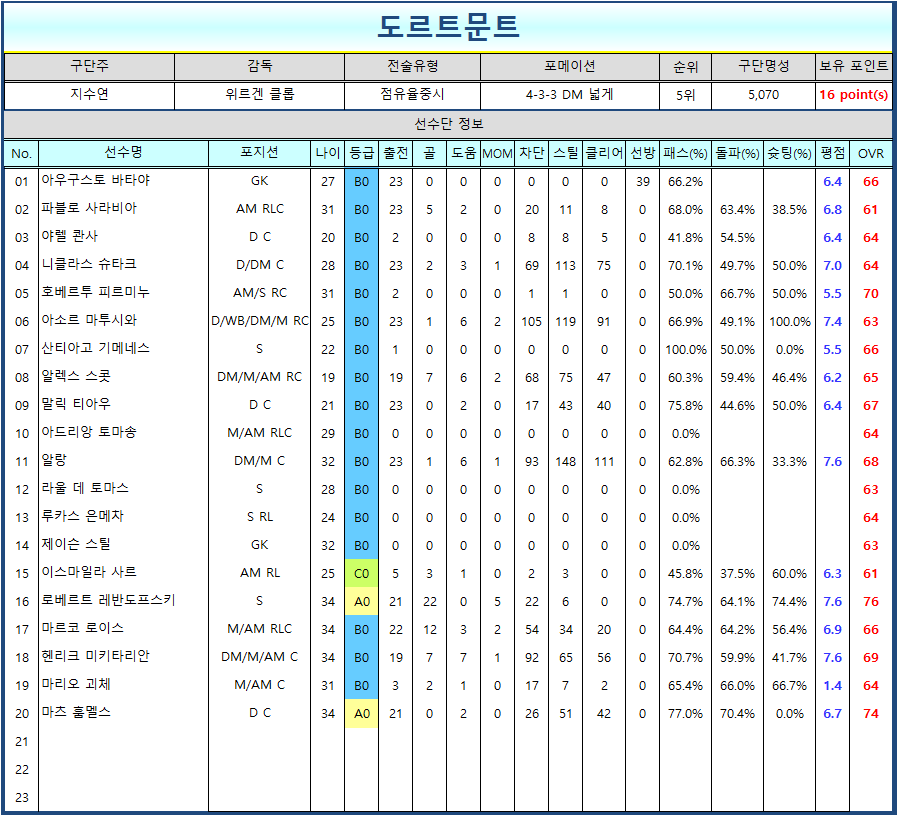 도르트문트
구단주 감독 전술유형 포메이션 순위 구단명성 보유 포인트
지수연 위르겐 클롭 점유율중시 4-3-3 DM 넓게 5위 5,070 16 point(s)
선수단 정보
No. 선수명 포지션 나이 등급 출전 골 도움 MOM 차단 스틸 클리어 선방 패스(%) 돌파(%) 슛팅(%) 평점 OVR
01 아우구스토 바타야 GK 27 B0 23 0 0 0 0 0 0 39 66.2% 6.4 66
02 파블로 사라비아 AM RLC 31 B0 23 5 2 0 20 11 8 0 68.0% 63.4% 38.5% 6.8 61
03 야렐 콴사 D C 20 B0 2 0 0 0 8 8 5 0 41.8% 54.5% 6.4 64
04 니클라스 슈타크 D/DM C 28 B0 23 2 3 1 69 113 75 0 70.1% 49.7% 50.0% 7.0 64
05 호베르투 피르미누 AM/S RC 31 B0 2 0 0 0 1 1 0 0 50.0% 66.7% 50.0% 5.5 70
06 아소르 마투시와 D/WB/DM/M RC 25 B0 23 1 6 2 105 119 91 0 66.9% 49.1% 100.0% 7.4 63
07 산티아고 기메네스 S 22 B0 1 0 0 0 0 0 0 0 100.0% 50.0% 0.0% 5.5 66
08 알렉스 스콧 DM/M/AM RC 19 B0 19 7 6 2 68 75 47 0 60.3% 59.4% 46.4% 6.2 65
09 말릭 티아우 D C 21 B0 23 0 2 0 17 43 40 0 75.8% 44.6% 50.0% 6.4 67
10 아드리앙 토마송 M/AM RLC 29 B0 0 0 0 0 0 0 0 0 0.0% 64
11 알랑 DM/M C 32 B0 23 1 6 1 93 148 111 0 62.8% 66.3% 33.3% 7.6 68
12 라울 데 토마스 S 28 B0 0 0 0 0 0 0 0 0 0.0% 63
13 루카스 은메차 S RL 24 B0 0 0 0 0 0 0 0 0 0.0% 64
14 제이슨 스틸 GK 32 B0 0 0 0 0 0 0 0 0 0.0% 63
15 이스마일라 사르 AM RL 25 C0 5 3 1 0 2 3 0 0 45.8% 37.5% 60.0% 6.3 61
16 로베르트 레반도프스키 S 34 A0 21 22 0 5 22 6 0 0 74.7% 64.1% 74.4% 7.6 76
17 마르코 로이스 M/AM RLC 34 B0 22 12 3 2 54 34 20 0 64.4% 64.2% 56.4% 6.9 66
18 헨리크 미키타리안 DM/M/AM C 34 B0 19 7 7 1 92 65 56 0 70.7% 59.9% 41.7% 7.6 69
19 마리오 괴체 M/AM C 31 B0 3 2 1 0 17 7 2 0 65.4% 66.0% 66.7% 1.4 64
20 마츠 훔멜스 D C 34 A0 21 0 2 0 26 51 42 0 77.0% 70.4% 0.0% 6.7 74
21
22
23